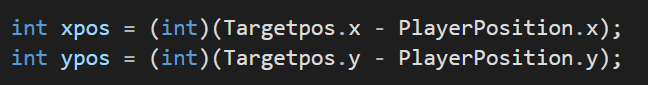 int xpos = (int)(Targetpos.x - PlayerPosition.x);
int ypos = (int)(Targetpos.y - PlayerPosition.y);